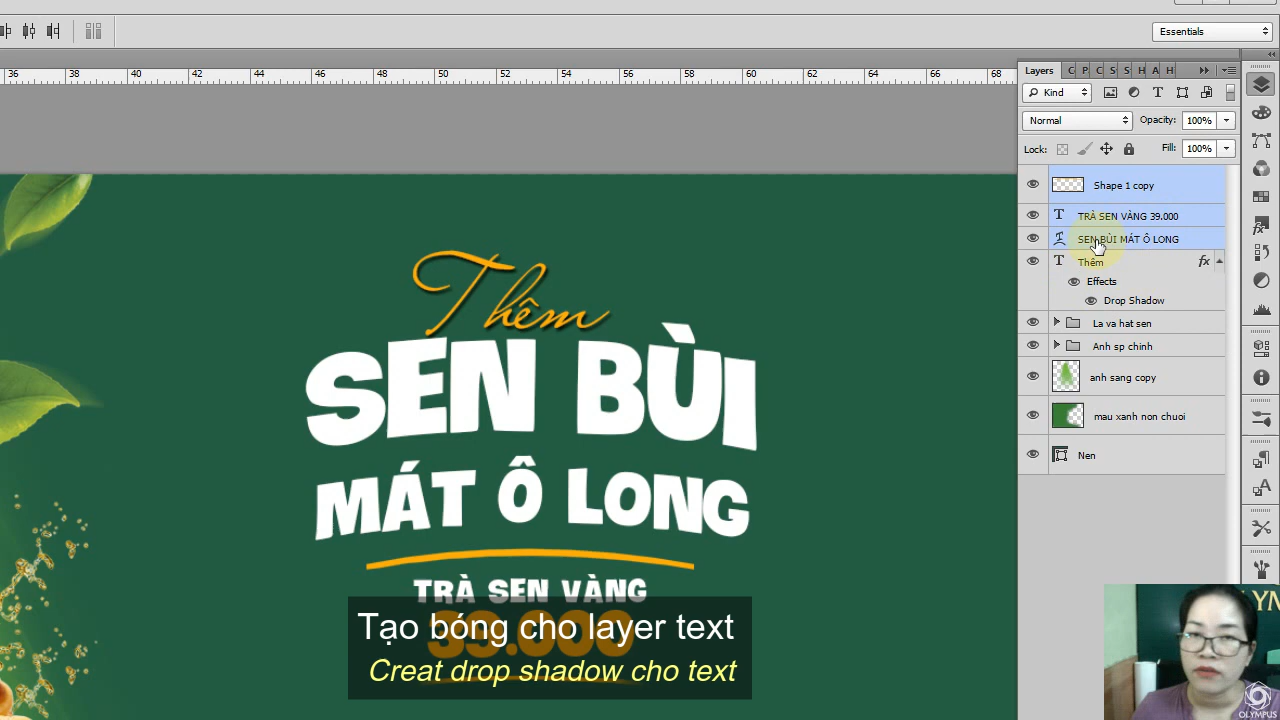 Essentials
36 38 40 42 44 46 48 50 52 54 56 58 60 62 64 66 68
Layers C P C S S H A H
Kind
Normal Opacity: 100%
Lock: Fill: 100%
Shape 1 copy
T TRÀ SEN VÀNG 39.000
SEN BÙI MÁT Ô LONG
T Thêm fx
Effects
Drop Shadow
La va hat sen
Anh sp chinh
anh sang copy
mau xanh non chuoi
Nen
Thêm
SEN BÙI
MÁT Ô LONG
TRÀ SEN VÀNG
39.000
Tạo bóng cho layer text
Creat drop shadow cho text
OLYMPUS